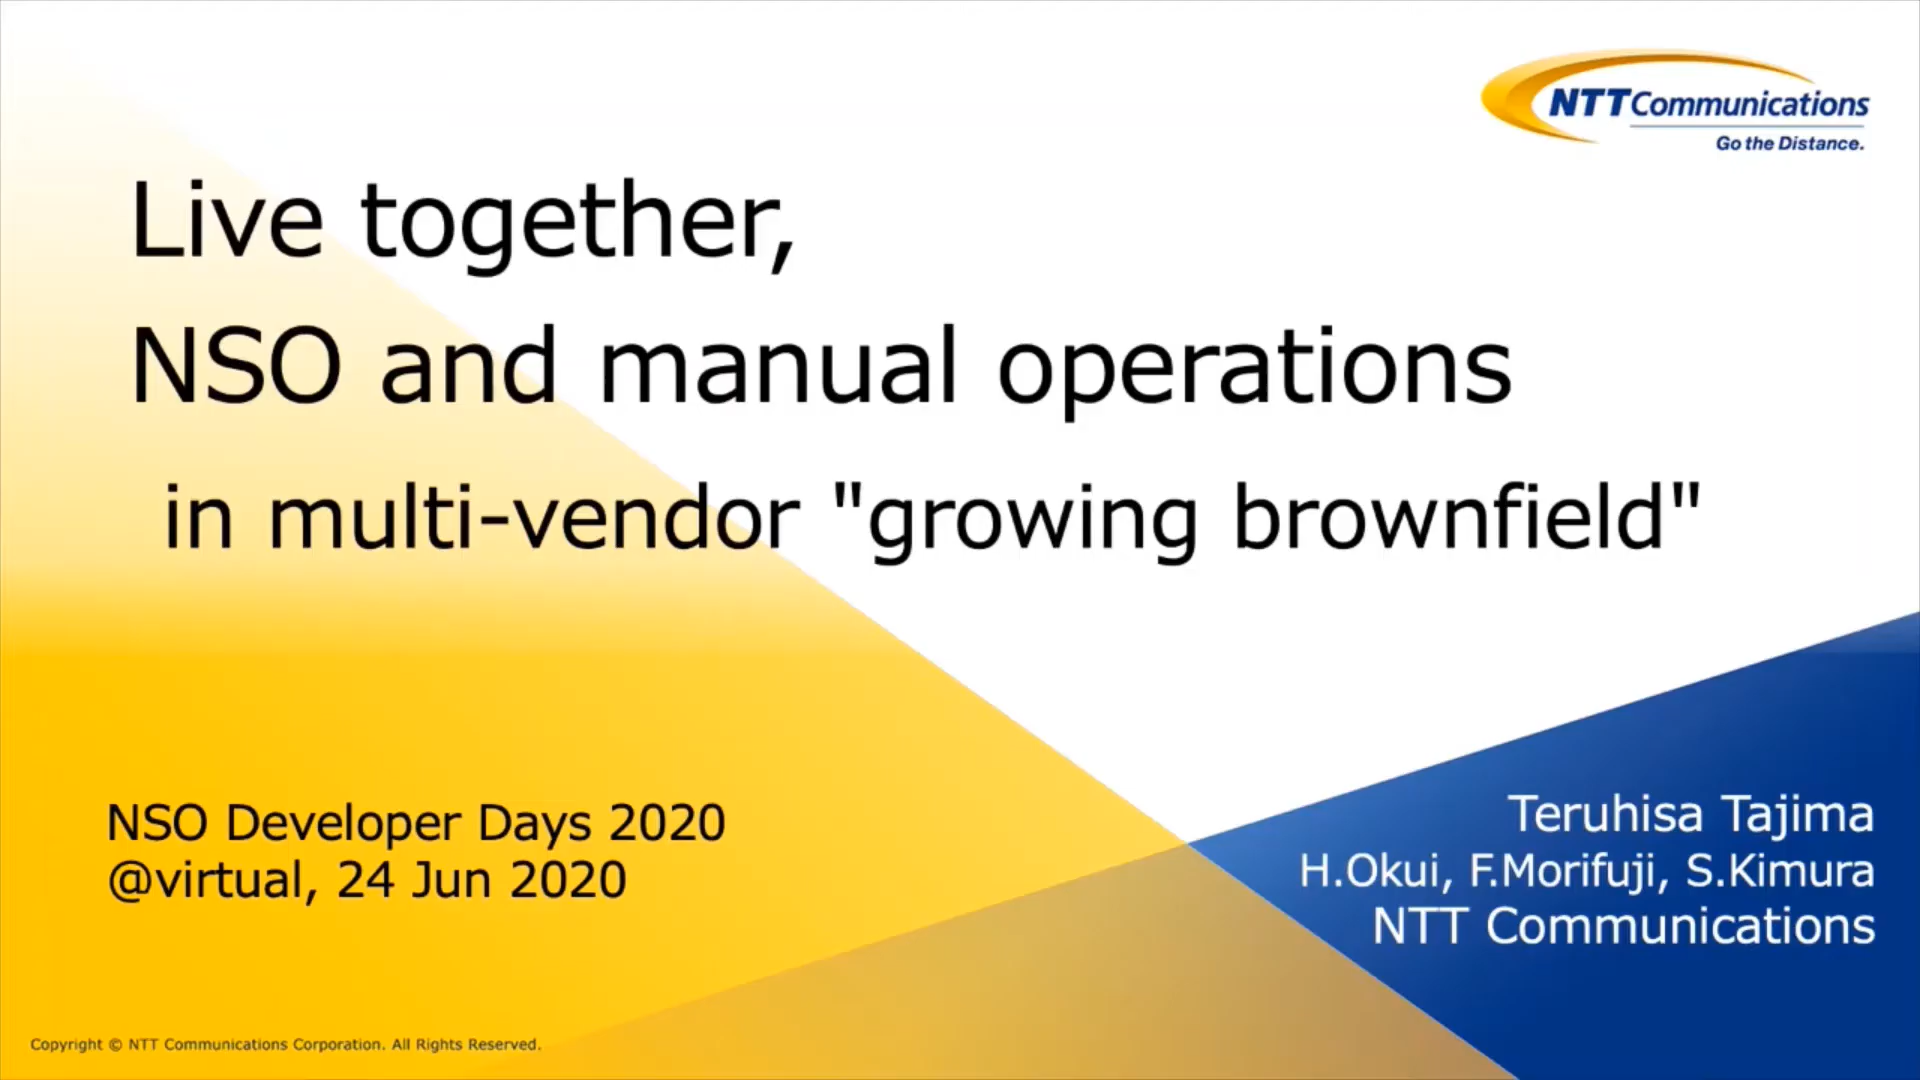 NTT Communications
Go the Distance.
Live together,
NSO and manual operations
in multi-vendor "growing brownfield"
NSO Developer Days 2020
@virtual, 24 Jun 2020
Teruhisa Tajima
H.Okui, F.Morifuji, S.Kimura
NTT Communications
Copyright © NTT Communications Corporation. All Rights Reserved.